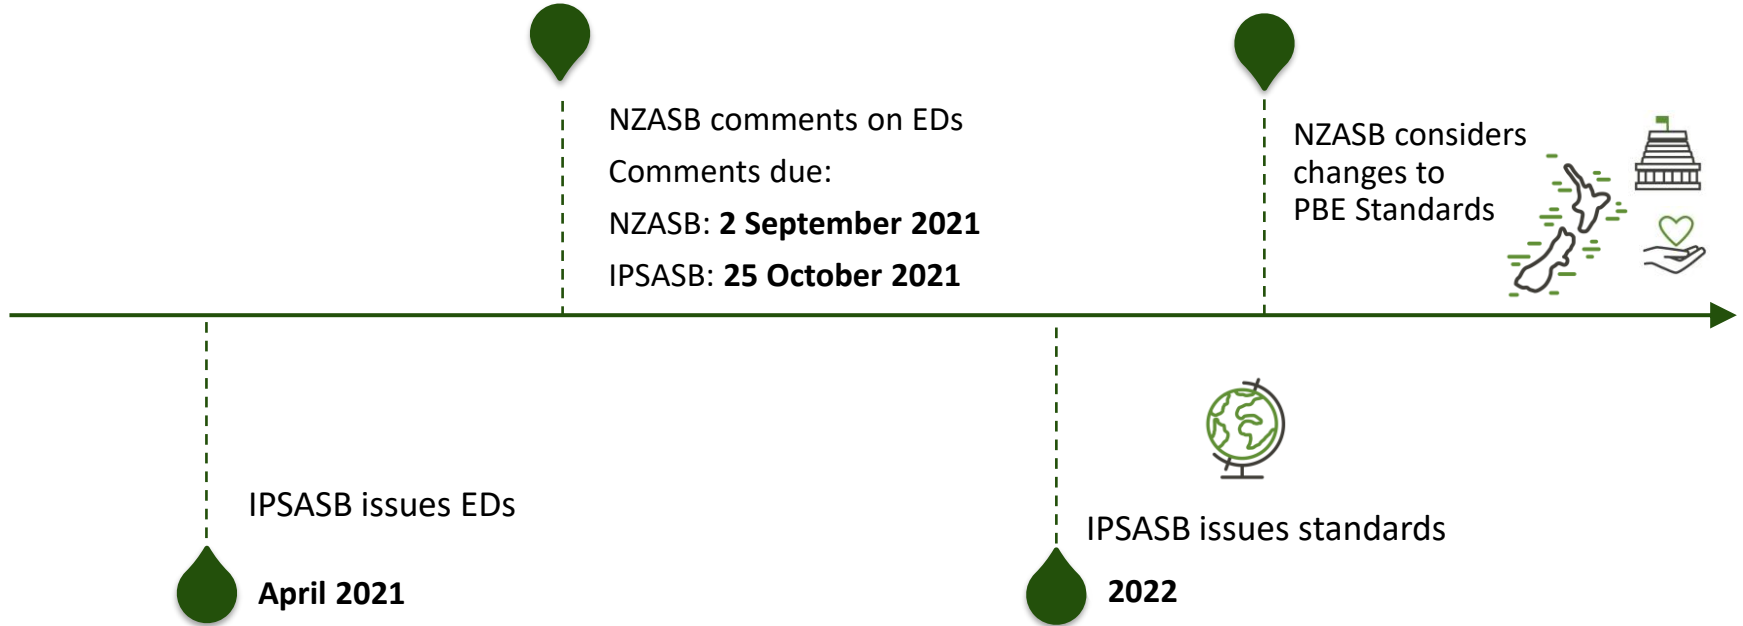 NZASB comments on EDs
Comments due:
NZASB: 2 September 2021
IPSASB: 25 October 2021
NZASB considers
changes to
PBE Standards
IPSASB issues EDs
April 2021
IPSASB issues standards
2022